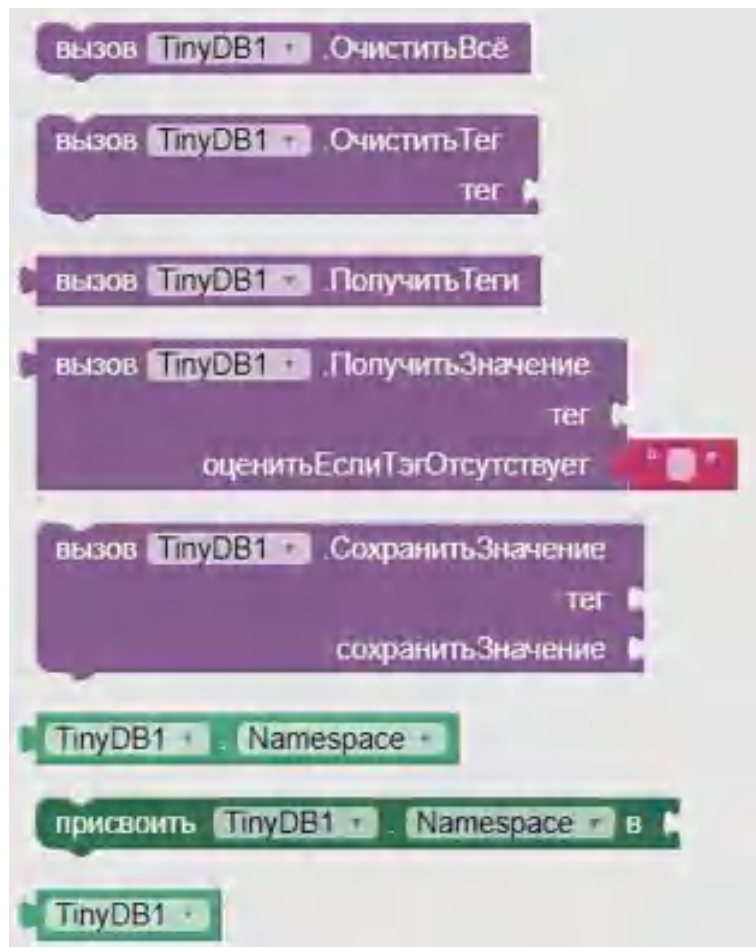 вызов TinyDB1 .ОчиститьВсё
вызов TinyDB1 .ОчиститьТег
тег
вызов TinyDB1 .ПолучитьТеги
вызов TinyDB1 .ПолучитьЗначение
тег
оценитьЕслиТэгОтсутствует " "
вызов TinyDB1 .СохранитьЗначение
тег
сохранитьЗначение
TinyDB1 . Namespace
присвоить TinyDB1 . Namespace в
TinyDB1